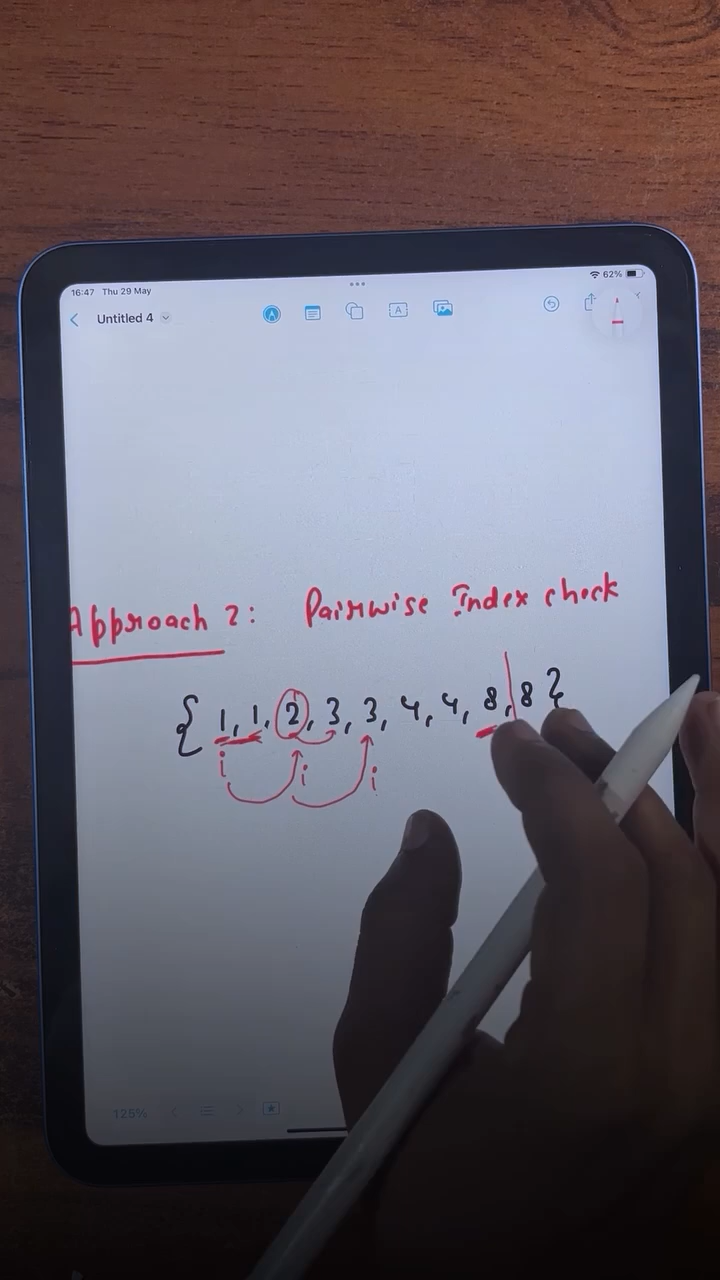 16:47 Thu 29 May
62%
Untitled 4
A
Approach 2:
Pairwise Index check
{ 1, 1, 2, 3, 3, 4, 4, 8, 8 }
i i i
125%